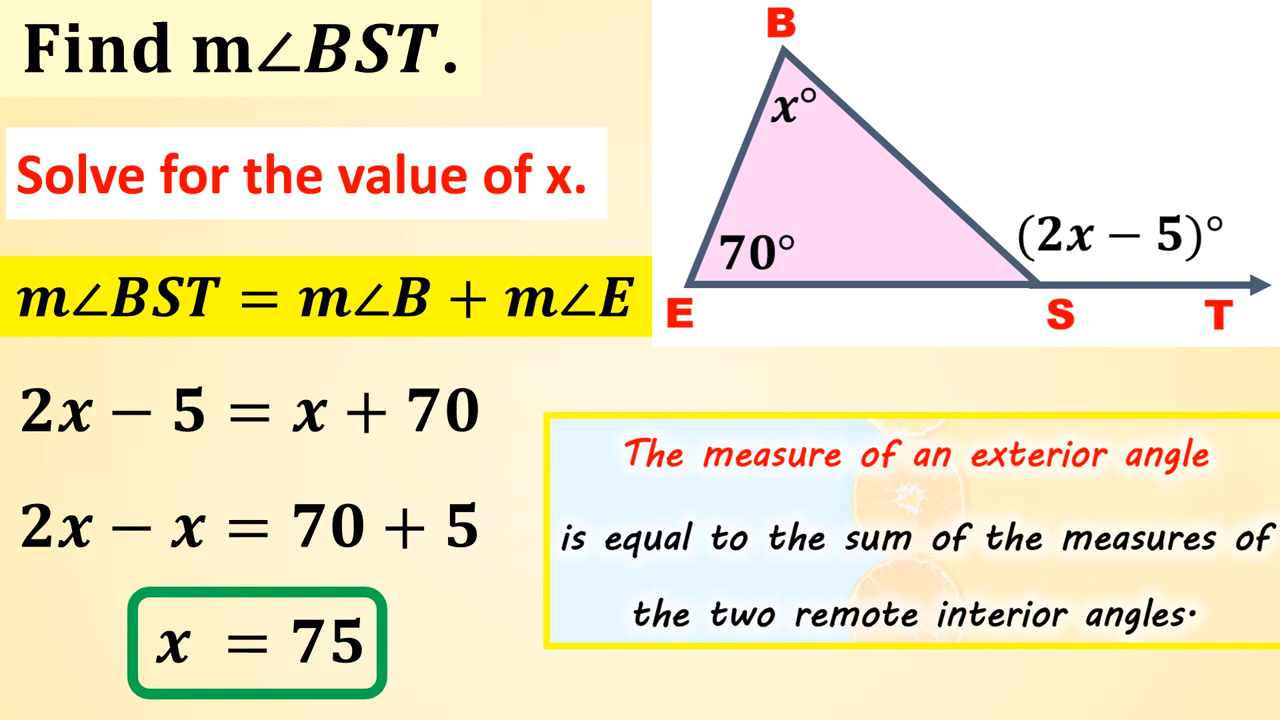 Find m∠BST.
Solve for the value of x.
m∠BST = m∠B + m∠E
2x − 5 = x + 70
2x − x = 70 + 5
x = 75
B
x°
70°
(2x − 5)°
E
S
T
The measure of an exterior angle
is equal to the sum of the measures of
the two remote interior angles.